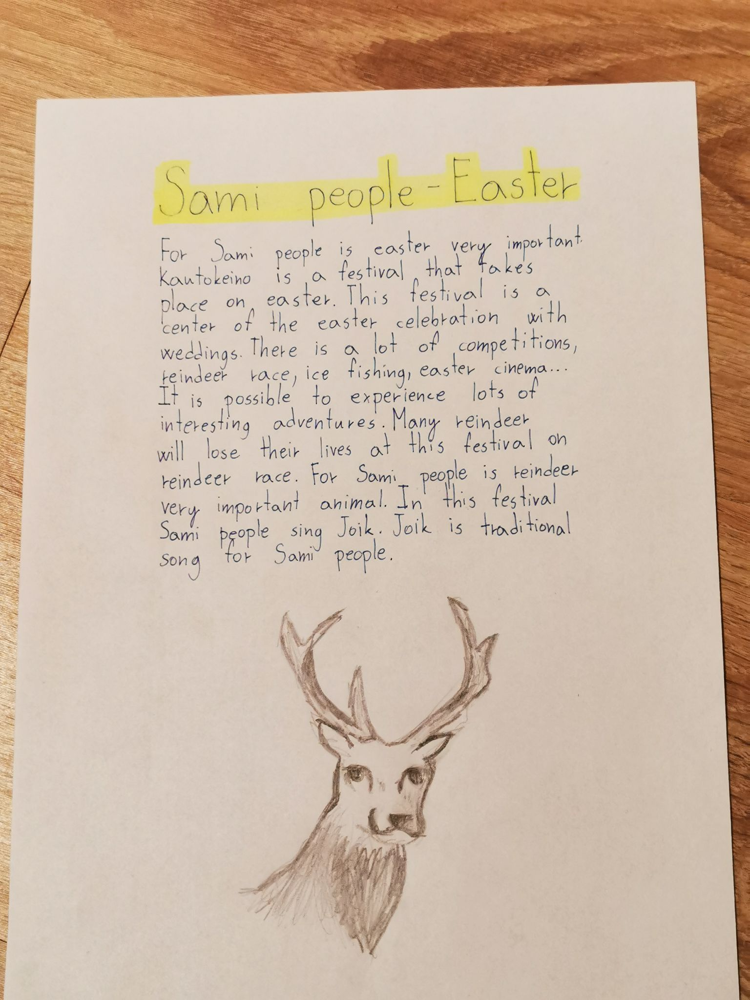 Sami people - Easter
For Sami people is easter very important.
Kautokeino is a festival that takes
place on easter. This festival is a
center of the easter celebration with
weddings. There is a lot of competitions,
reindeer race, ice fishing, easter cinema...
It is possible to experience lots of
interesting adventures. Many reindeer
will lose their lives at this festival on
reindeer race. For Sami people is reindeer
very important animal. In this festival
Sami people sing Joik. Joik is traditional
song for Sami people.